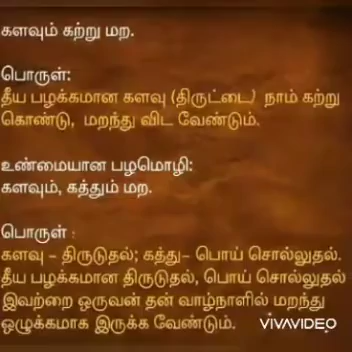 களவும் கற்று மற.
பொருள்:
தீய பழக்கமான களவு (திருட்டை) நாம் கற்று
கொண்டு, மறந்து விட வேண்டும்.
உண்மையான பழமொழி:
களவும், கத்தும் மற.
பொருள் :
களவு – திருடுதல்; கத்து– பொய் சொல்லுதல்.
தீய பழக்கமான திருடுதல், பொய் சொல்லுதல்
இவற்றை ஒருவன் தன் வாழ்நாளில் மறந்து
ஒழுக்கமாக இருக்க வேண்டும்.
VIVAVIDEO